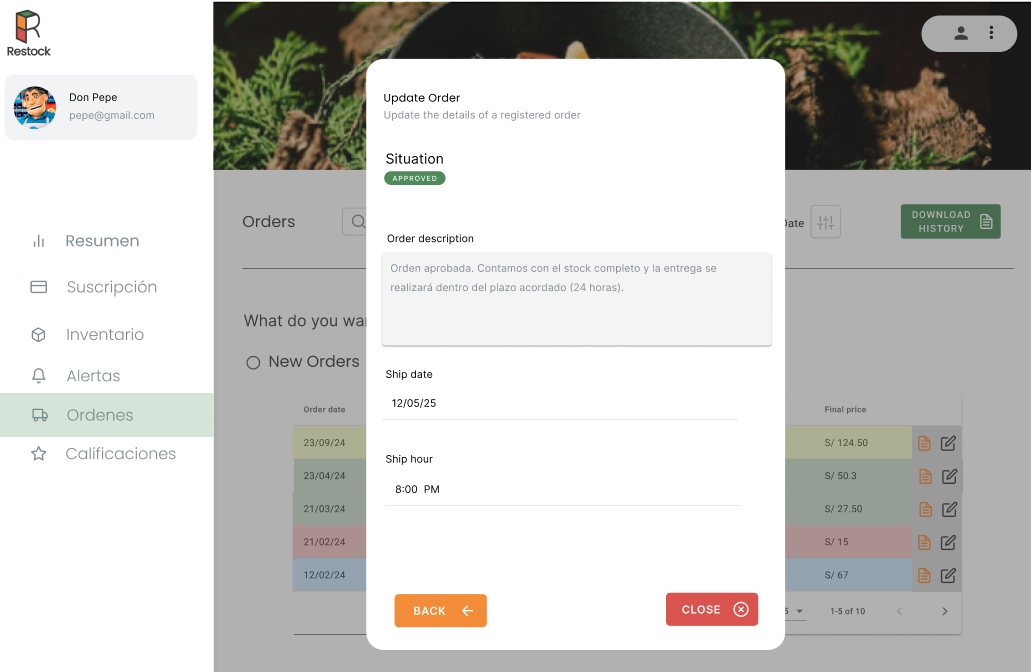 Restock
Don Pepe
pepe@gmail.com
Resumen
Suscripción
Inventario
Alertas
Ordenes
Calificaciones
Orders
Date
DOWNLOAD
HISTORY
What do you wa
New Orders
Order date
Final price
23/09/24
S/ 124.50
23/04/24
S/ 50.3
21/03/24
S/ 27.50
21/02/24
S/ 15
12/02/24
S/ 67
5
1-5 of 10
Update Order
Update the details of a registered order
Situation
APPROVED
Order description
Orden aprobada. Contamos con el stock completo y la entrega se
realizará dentro del plazo acordado (24 horas).
Ship date
12/05/25
Ship hour
8:00 PM
BACK
CLOSE